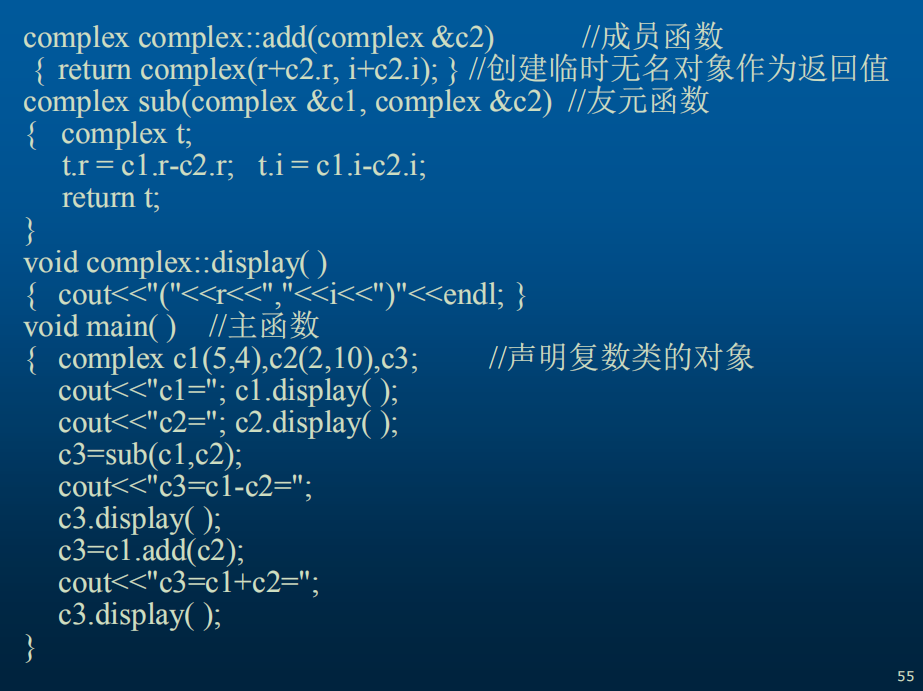 complex complex::add(complex &c2) //成员函数
{ return complex(r+c2.r, i+c2.i); } //创建临时无名对象作为返回值
complex sub(complex &c1, complex &c2) //友元函数
{ complex t;
t.r = c1.r-c2.r; t.i = c1.i-c2.i;
return t;
}
void complex::display( )
{ cout<<"("<<r<<","<<i<<")"<<endl; }
void main( ) //主函数
{ complex c1(5,4),c2(2,10),c3; //声明复数类的对象
cout<<"c1="; c1.display( );
cout<<"c2="; c2.display( );
c3=sub(c1,c2);
cout<<"c3=c1-c2=";
c3.display( );
c3=c1.add(c2);
cout<<"c3=c1+c2=";
c3.display( );
}
55